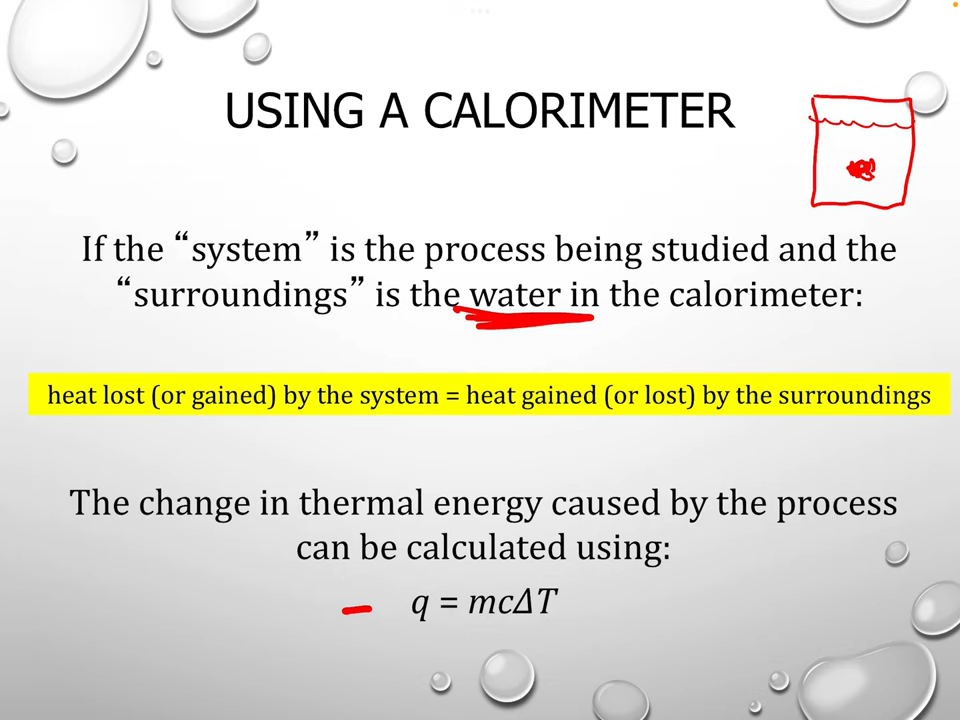 USING A CALORIMETER
If the “system” is the process being studied and the
“surroundings” is the water in the calorimeter:
heat lost (or gained) by the system = heat gained (or lost) by the surroundings
The change in thermal energy caused by the process
can be calculated using:
– q = mcΔT